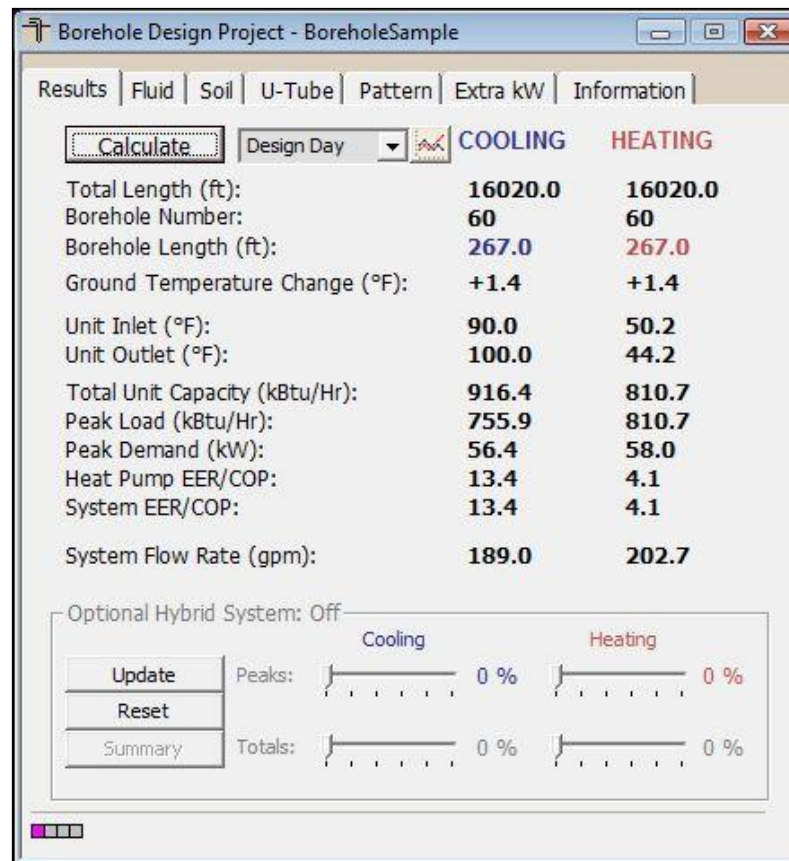 Borehole Design Project - BoreholeSample
Results Fluid Soil U-Tube Pattern Extra kW Information
Calculate Design Day COOLING HEATING
Total Length (ft): 16020.0 16020.0
Borehole Number: 60 60
Borehole Length (ft): 267.0 267.0
Ground Temperature Change (°F): +1.4 +1.4
Unit Inlet (°F): 90.0 50.2
Unit Outlet (°F): 100.0 44.2
Total Unit Capacity (kBtu/Hr): 916.4 810.7
Peak Load (kBtu/Hr): 755.9 810.7
Peak Demand (kW): 56.4 58.0
Heat Pump EER/COP: 13.4 4.1
System EER/COP: 13.4 4.1
System Flow Rate (gpm): 189.0 202.7
Optional Hybrid System: Off
Cooling Heating
Update Peaks: 0 % 0 %
Reset
Summary Totals: 0 % 0 %